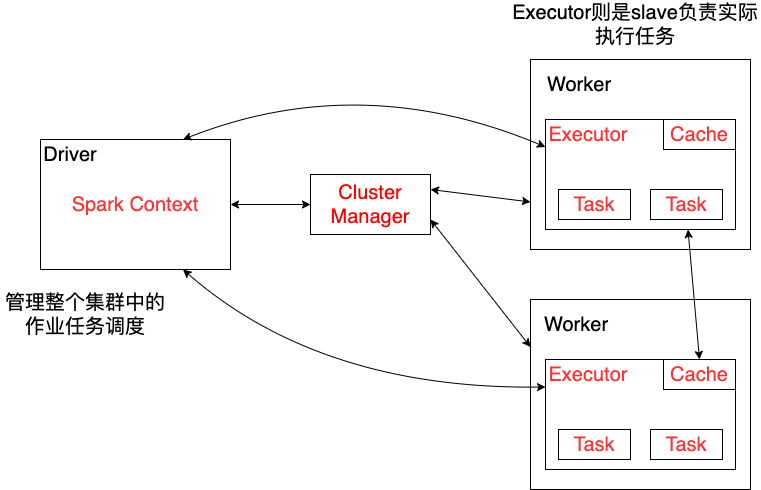 Executor则是slave负责实际
执行任务
Worker
Executor
Cache
Task
Task
Driver
Spark Context
Cluster
Manager
管理整个集群中的
作业任务调度
Worker
Executor
Cache
Task
Task